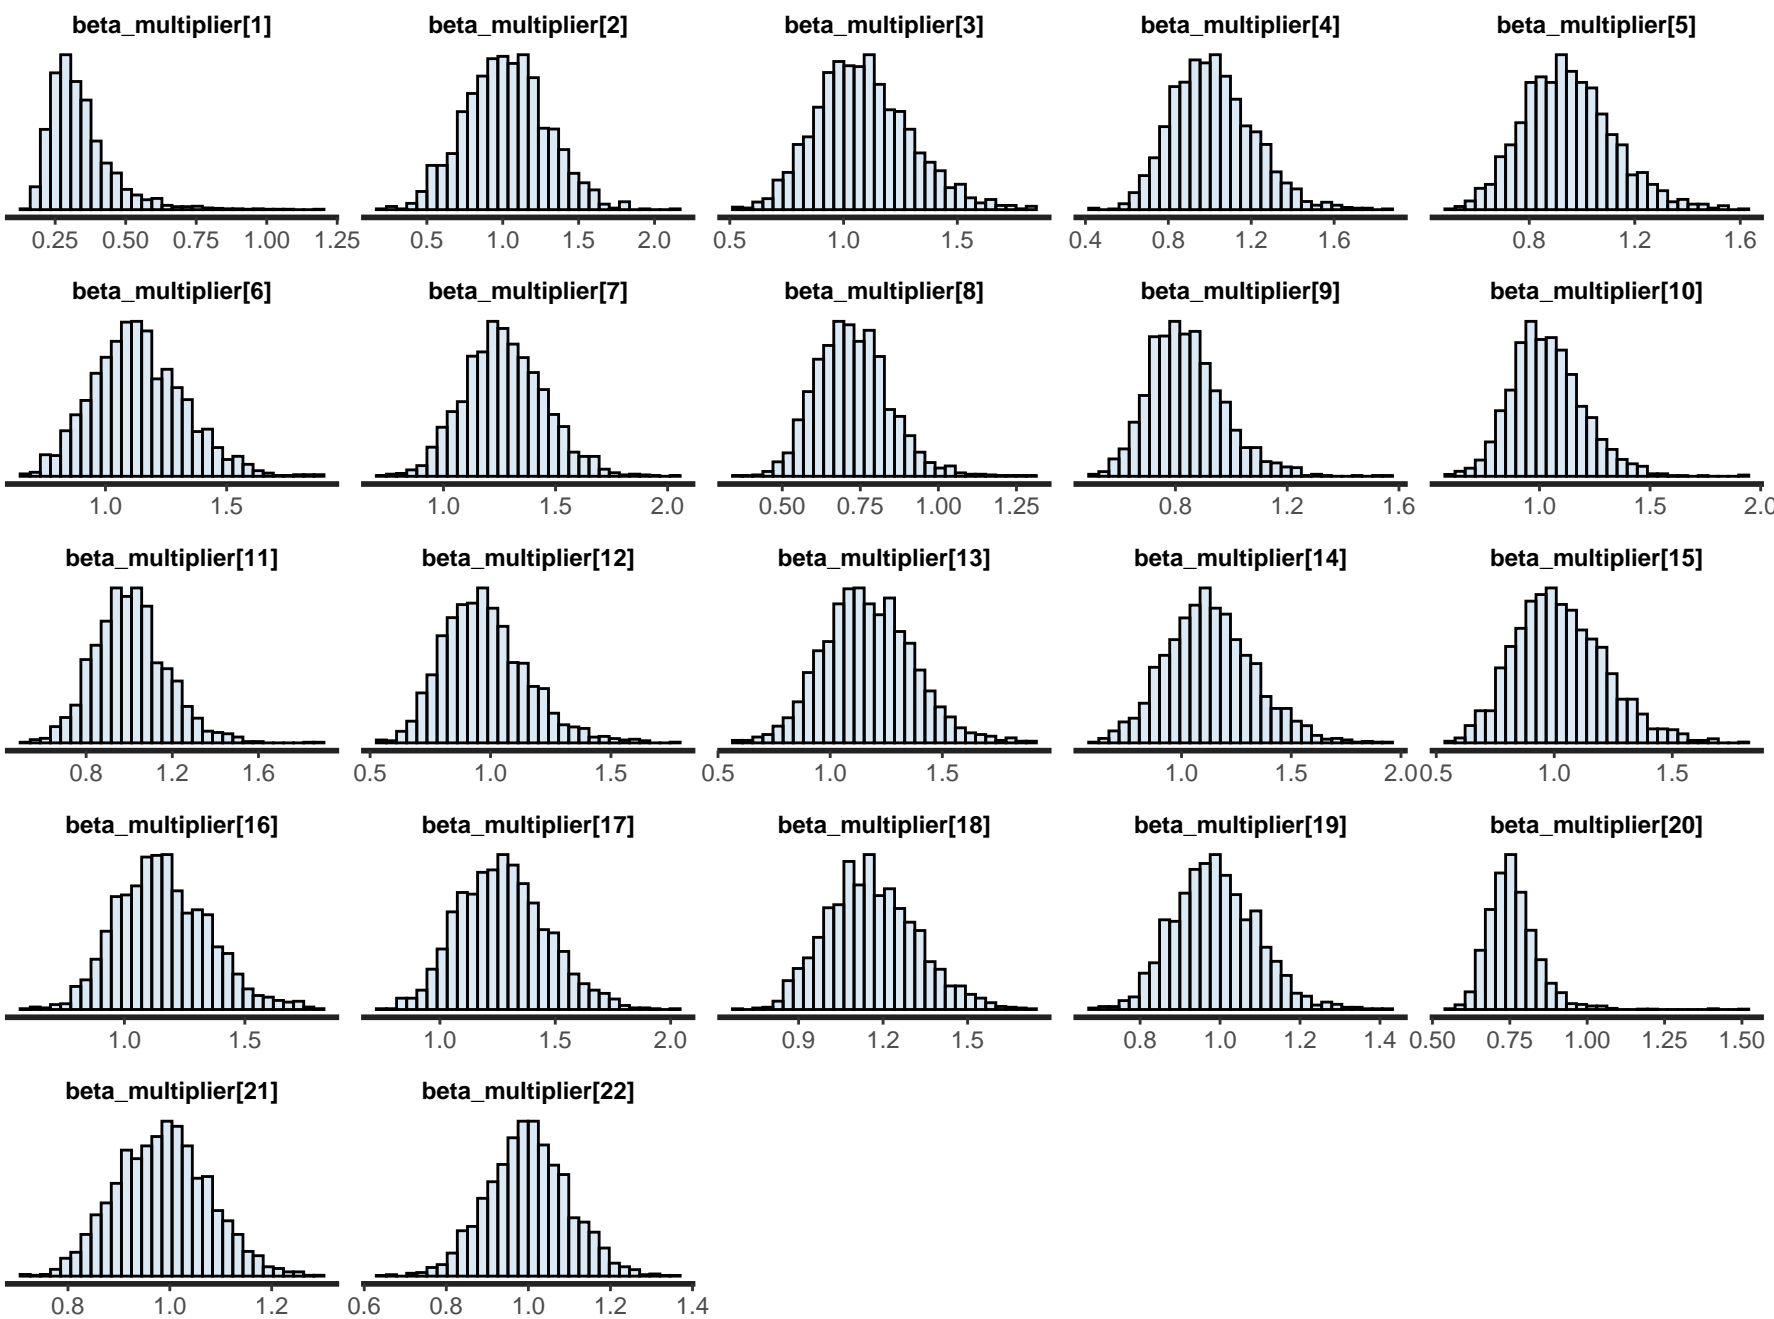 beta_multiplier[1] beta_multiplier[2] beta_multiplier[3] beta_multiplier[4] beta_multiplier[5]
0.25 0.50 0.75 1.00 1.25 0.5 1.0 1.5 2.0 0.5 1.0 1.5 0.4 0.8 1.2 1.6 0.8 1.2 1.6
beta_multiplier[6] beta_multiplier[7] beta_multiplier[8] beta_multiplier[9] beta_multiplier[10]
1.0 1.5 1.0 1.5 2.0 0.50 0.75 1.00 1.25 0.8 1.2 1.6 1.0 1.5 2.0
beta_multiplier[11] beta_multiplier[12] beta_multiplier[13] beta_multiplier[14] beta_multiplier[15]
0.8 1.2 1.6 0.5 1.0 1.5 0.5 1.0 1.5 1.0 1.5 2.0 0.5 1.0 1.5
beta_multiplier[16] beta_multiplier[17] beta_multiplier[18] beta_multiplier[19] beta_multiplier[20]
1.0 1.5 1.0 1.5 2.0 0.9 1.2 1.5 0.8 1.0 1.2 1.4 0.50 0.75 1.00 1.25 1.50
beta_multiplier[21] beta_multiplier[22]
0.8 1.0 1.2 0.6 0.8 1.0 1.2 1.4